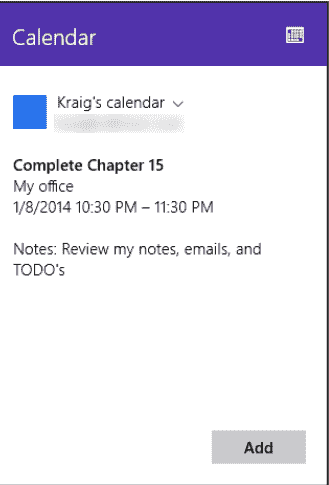 Calendar
Kraig's calendar
Complete Chapter 15
My office
1/8/2014 10:30 PM – 11:30 PM
Notes: Review my notes, emails, and
TODO's
Add